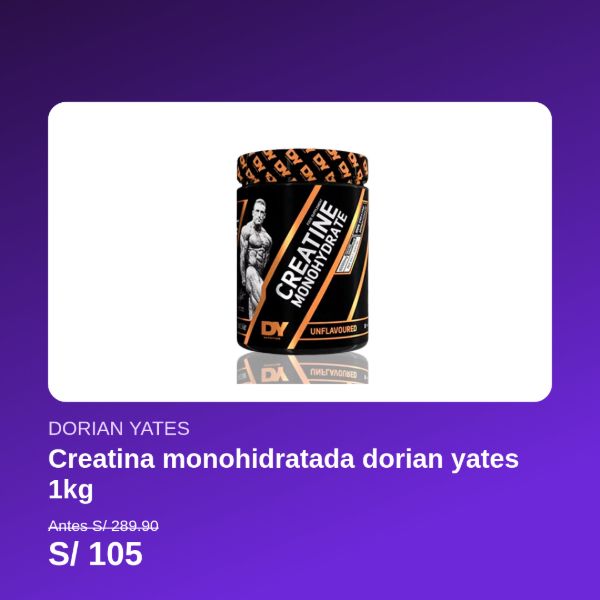 CREATINE
MONOHYDRATE
DY
UNFLAVOURED
DORIAN YATES
Creatina monohidratada dorian yates
1kg
Antes S/ 289.90
S/ 105